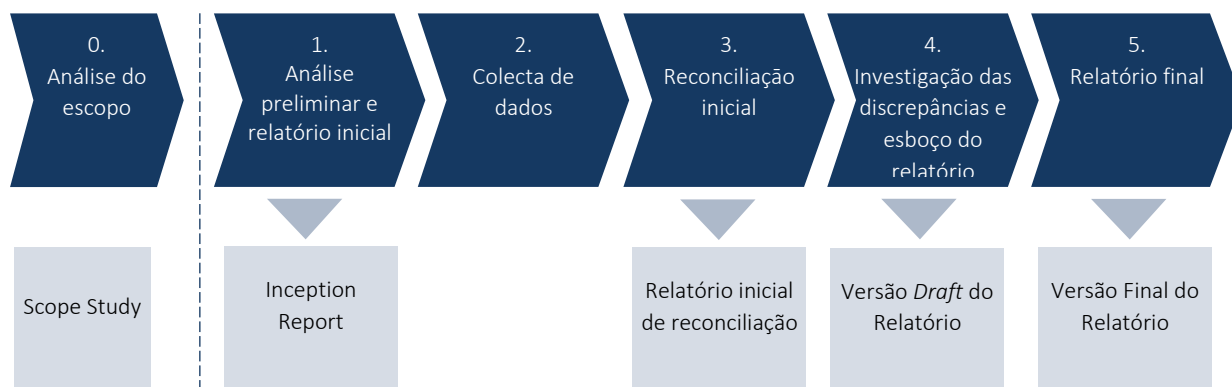 0.
Análise do
escopo
1.
Análise
preliminar e
relatório inicial
2.
Colecta de
dados
3.
Reconciliação
inicial
4.
Investigação das
discrepâncias e
esboço do
relatório
5.
Relatório final
Scope Study
Inception
Report
Relatório inicial
de reconciliação
Versão Draft do
Relatório
Versão Final do
Relatório